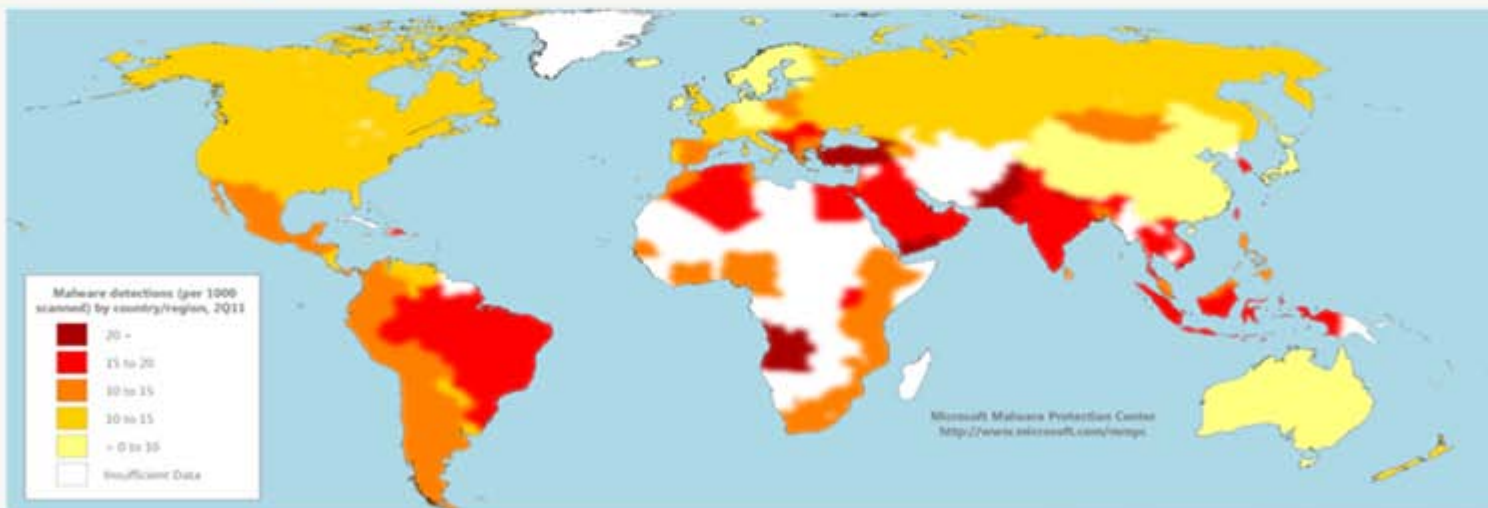 Malware detections (per 1000
scanned) by country/region, 2Q11
20 +
15 to 20
10 to 15
10 to 15
> 0 to 10
Insufficient Data
Microsoft Malware Protection Center
http://www.microsoft.com/mmpc